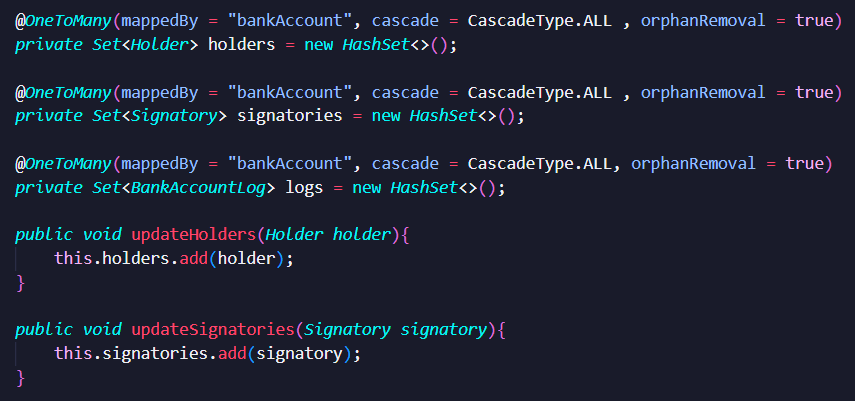 @OneToMany(mappedBy = "bankAccount", cascade = CascadeType.ALL , orphanRemoval = true)
private Set<Holder> holders = new HashSet<>();
@OneToMany(mappedBy = "bankAccount", cascade = CascadeType.ALL , orphanRemoval = true)
private Set<Signatory> signatories = new HashSet<>();
@OneToMany(mappedBy = "bankAccount", cascade = CascadeType.ALL, orphanRemoval = true)
private Set<BankAccountLog> logs = new HashSet<>();
public void updateHolders(Holder holder){
    this.holders.add(holder);
}
public void updateSignatories(Signatory signatory){
    this.signatories.add(signatory);
}